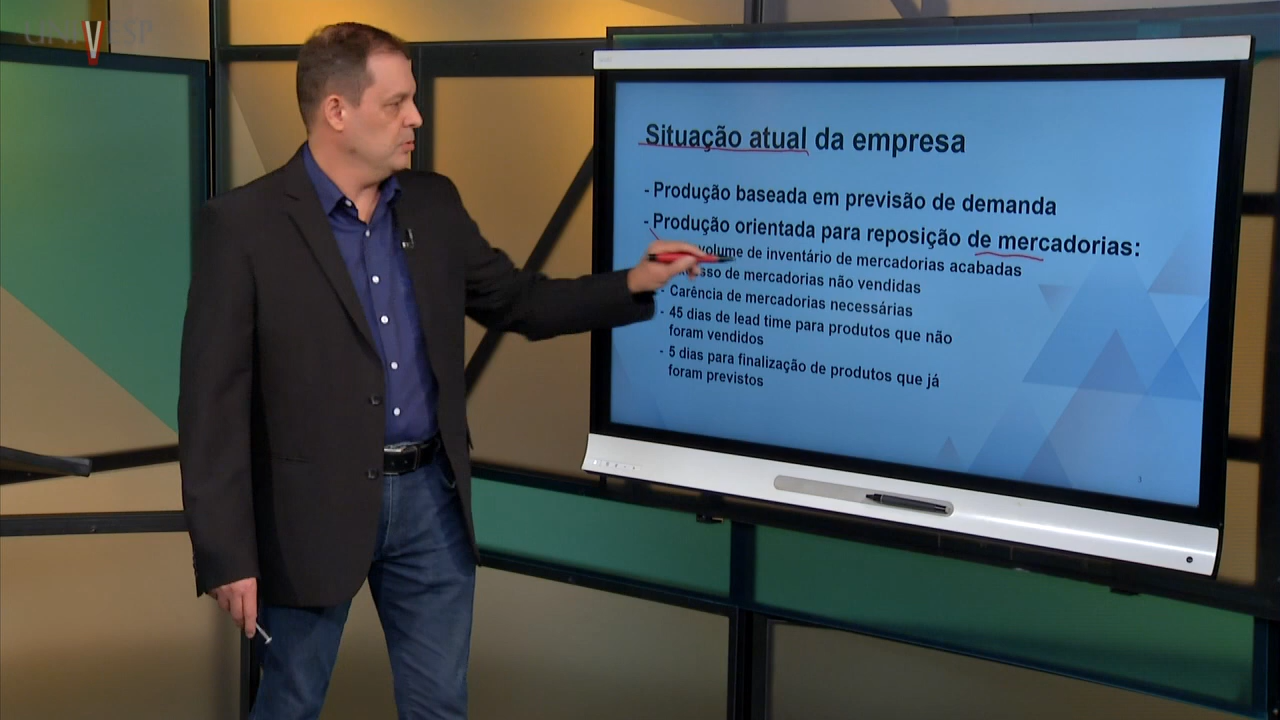 UNIVESP
Situação atual da empresa
- Produção baseada em previsão de demanda
- Produção orientada para reposição de mercadorias:
volume de inventário de mercadorias acabadas
de mercadorias não vendidas
- Carência de mercadorias necessárias
- 45 dias de lead time para produtos que não
foram vendidos
- 5 dias para finalização de produtos que já
foram previstos